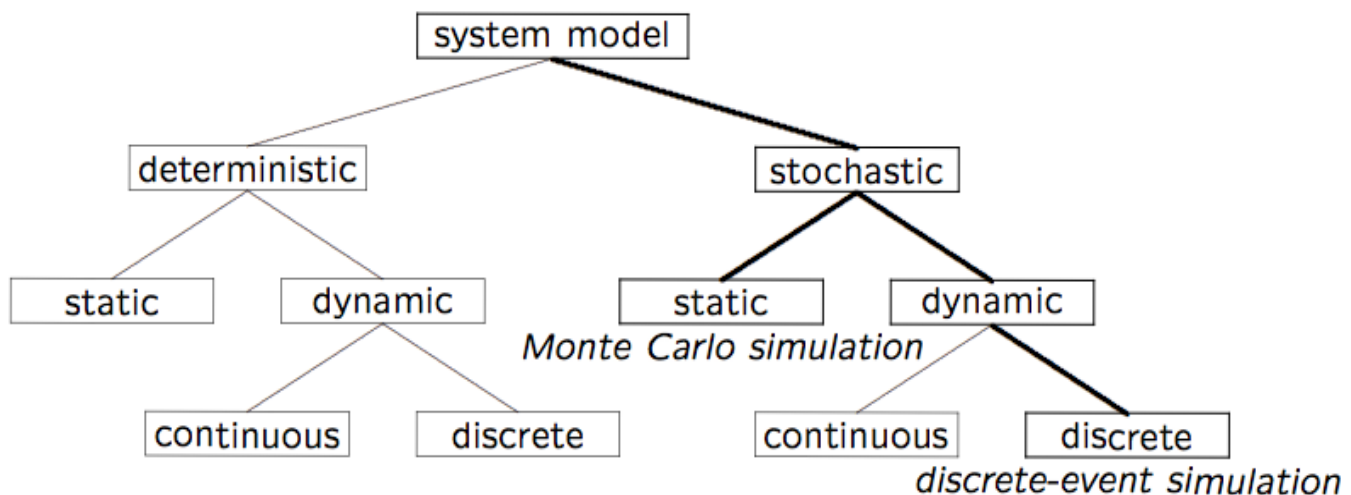 system model
deterministic
stochastic
static
dynamic
static
dynamic
Monte Carlo simulation
continuous
discrete
continuous
discrete
discrete-event simulation